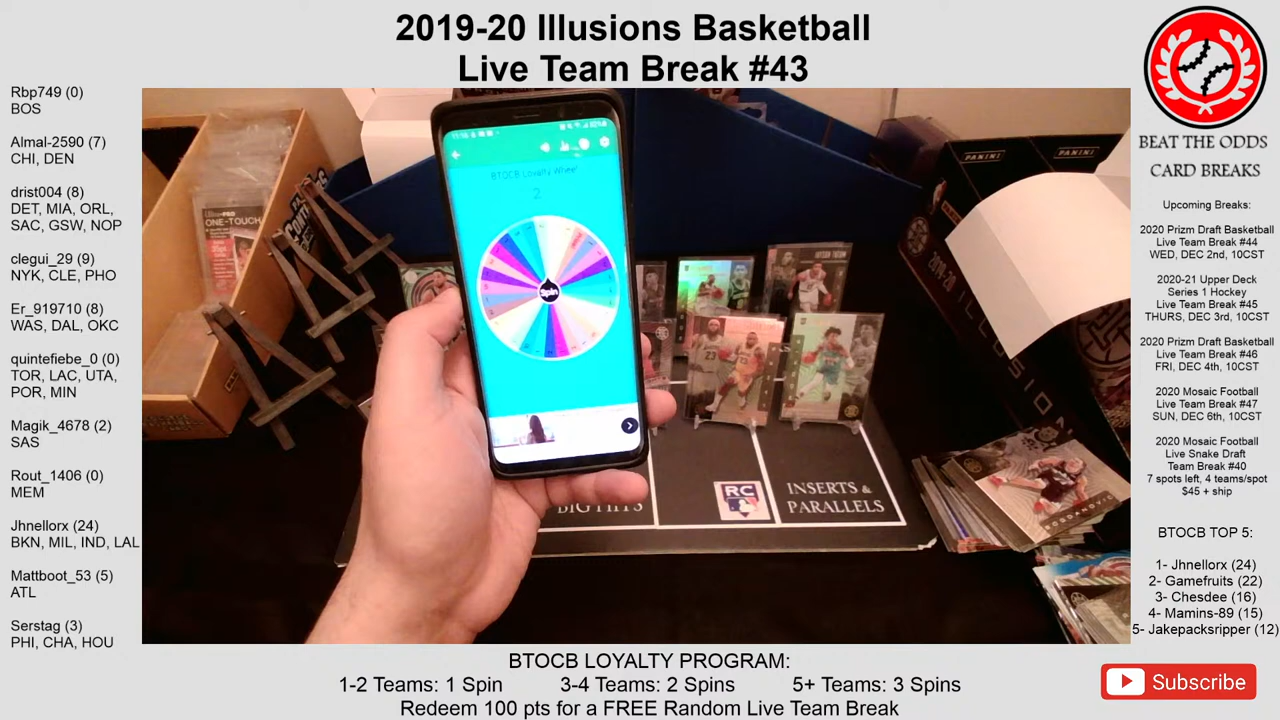 2019-20 Illusions Basketball
Live Team Break #43
Rbp749 (0)
BOS
Almal-2590 (7)
CHI, DEN
drist004 (8)
DET, MIA, ORL,
SAC, GSW, NOP
clegui_29 (9)
NYK, CLE, PHO
Er_919710 (8)
WAS, DAL, OKC
quintefiebe_0 (0)
TOR, LAC, UTA,
POR, MIN
Magik_4678 (2)
SAS
Rout_1406 (0)
MEM
Jhnellorx (24)
BKN, MIL, IND, LAL
Mattboot_53 (5)
ATL
Serstag (3)
PHI, CHA, HOU
ONE-TOUCH
BTOCB Loyalty Wheel
2
Spin
PANINI
PANINI
23
BIG HITS
RC
INSERTS &
PARALLELS
BOGDANOVIC
BEAT THE ODDS
CARD BREAKS
Upcoming Breaks:
2020 Prizm Draft Basketball
Live Team Break #44
WED, DEC 2nd, 10CST
2020-21 Upper Deck
Series 1 Hockey
Live Team Break #45
THURS, DEC 3rd, 10CST
2020 Prizm Draft Basketball
Live Team Break #46
FRI, DEC 4th, 10CST
2020 Mosaic Football
Live Team Break #47
SUN, DEC 6th, 10CST
2020 Mosaic Football
Live Snake Draft
Team Break #40
7 spots left, 4 teams/spot
$45 + ship
BTOCB TOP 5:
1- Jhnellorx (24)
2- Gamefruits (22)
3- Chesdee (16)
4- Mamins-89 (15)
5- Jakepacksripper (12)
BTOCB LOYALTY PROGRAM:
1-2 Teams: 1 Spin 3-4 Teams: 2 Spins 5+ Teams: 3 Spins
Redeem 100 pts for a FREE Random Live Team Break
Subscribe